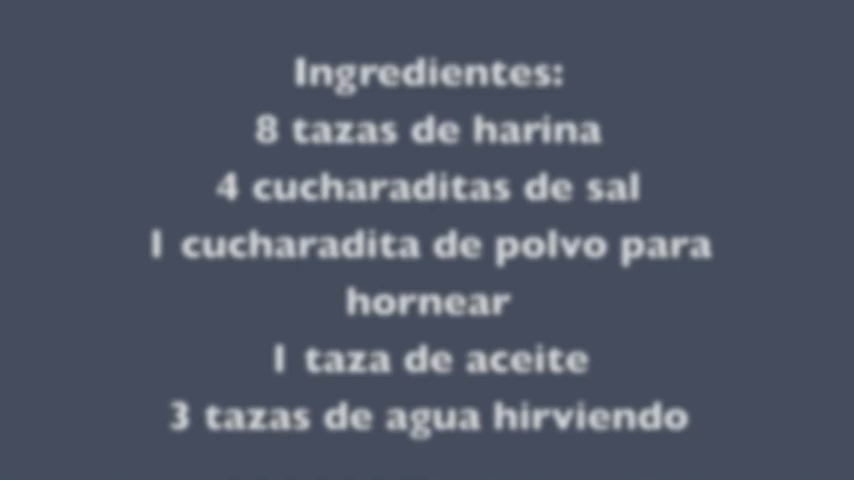 Ingredientes:
8 tazas de harina
4 cucharaditas de sal
1 cucharadita de polvo para
hornear
1 taza de aceite
3 tazas de agua hirviendo